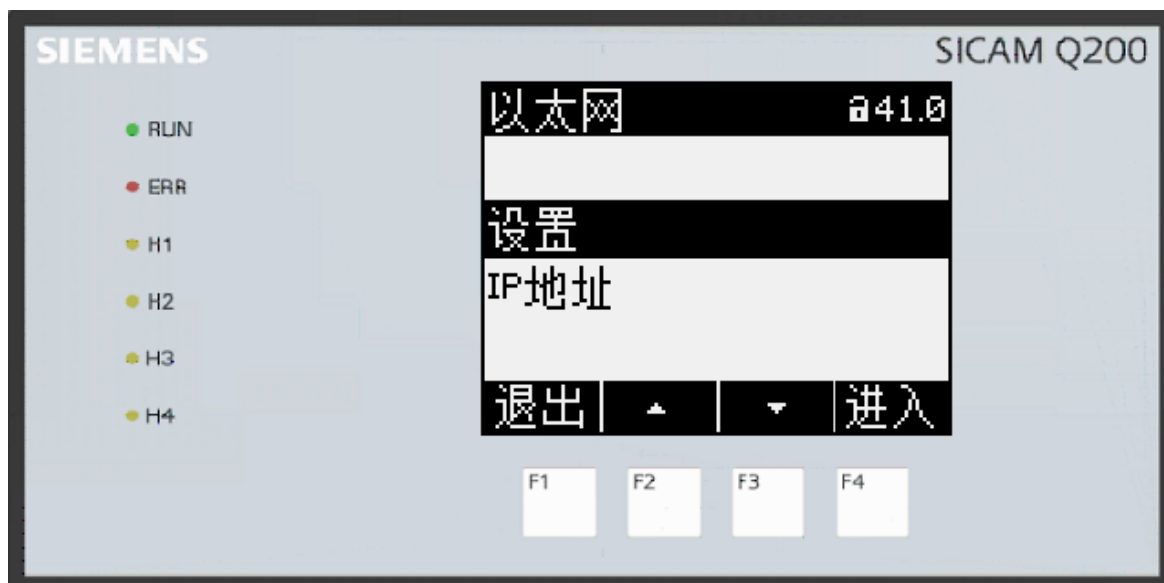 SIEMENS
SICAM Q200
RUN
ERR
H1
H2
H3
H4
以太网 41.0
设置
IP地址
退出 进入
F1 F2 F3 F4